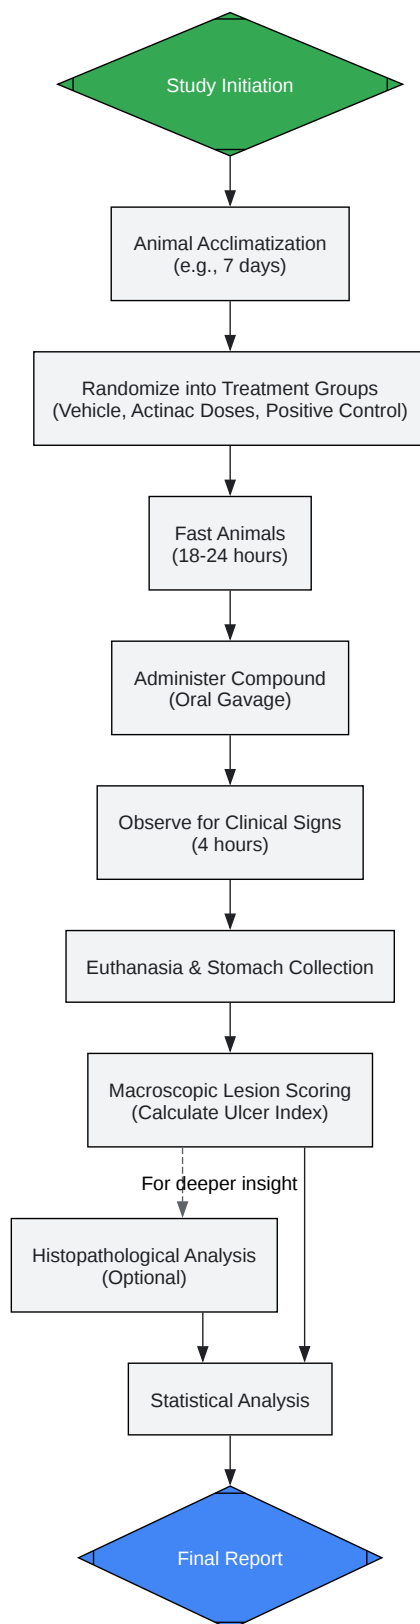 Study Initiation
Animal Acclimatization
(e.g., 7 days)
Randomize into Treatment Groups
(Vehicle, Actinac Doses, Positive Control)
Fast Animals
(18-24 hours)
Administer Compound
(Oral Gavage)
Observe for Clinical Signs
(4 hours)
Euthanasia & Stomach Collection
Macroscopic Lesion Scoring
(Calculate Ulcer Index)
For deeper insight
Histopathological Analysis
(Optional)
Statistical Analysis
Final Report